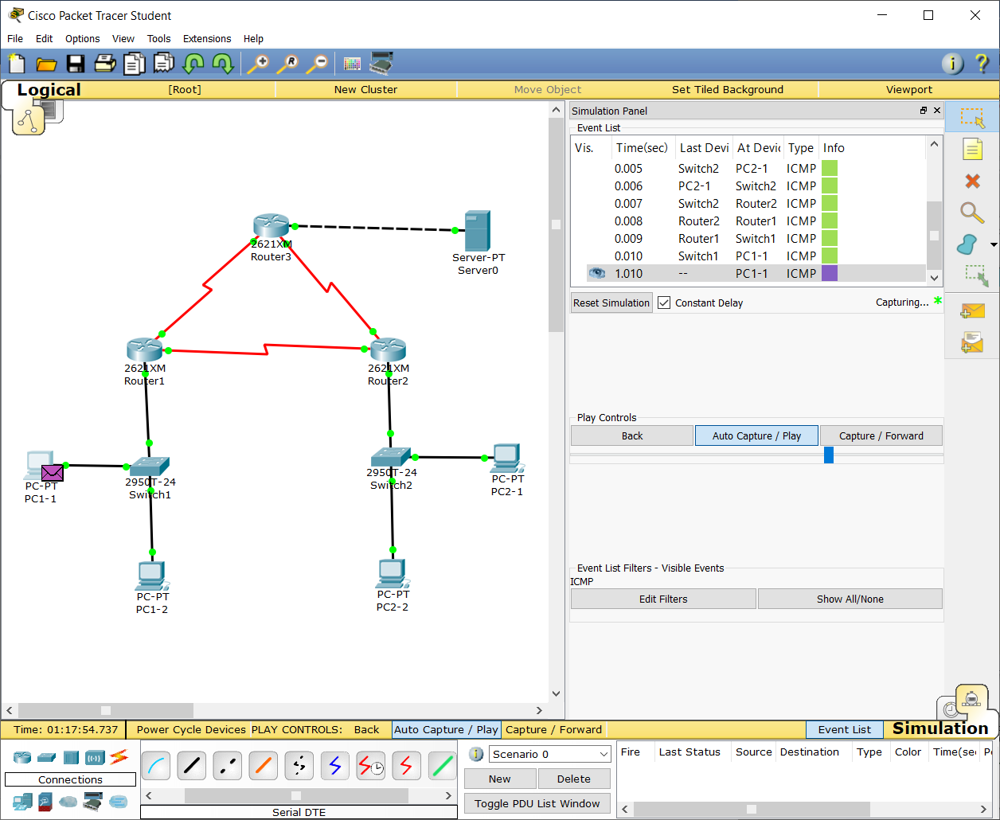 Cisco Packet Tracer Student
File Edit Options View Tools Extensions Help
Logical [Root] New Cluster Move Object Set Tiled Background Viewport
2621XM
Router3
Server-PT
Server0
2621XM
Router1
2621XM
Router2
PC-PT
PC1-1
2950T-24
Switch1
2950T-24
Switch2
PC-PT
PC2-1
PC-PT
PC1-2
PC-PT
PC2-2
Simulation Panel
Event List
Vis. Time(sec) Last Devi At Devic Type Info
0.005 Switch2 PC2-1 ICMP
0.006 PC2-1 Switch2 ICMP
0.007 Switch2 Router2 ICMP
0.008 Router2 Router1 ICMP
0.009 Router1 Switch1 ICMP
0.010 Switch1 PC1-1 ICMP
1.010 -- PC1-1 ICMP
Reset Simulation Constant Delay Capturing... *
Play Controls
Back Auto Capture / Play Capture / Forward
Event List Filters - Visible Events
ICMP
Edit Filters Show All/None
Time: 01:17:54.737 Power Cycle Devices PLAY CONTROLS: Back Auto Capture / Play Capture / Forward Event List Simulation
Connections
Serial DTE
Scenario 0
New Delete
Toggle PDU List Window
Fire Last Status Source Destination Type Color Time(sec P